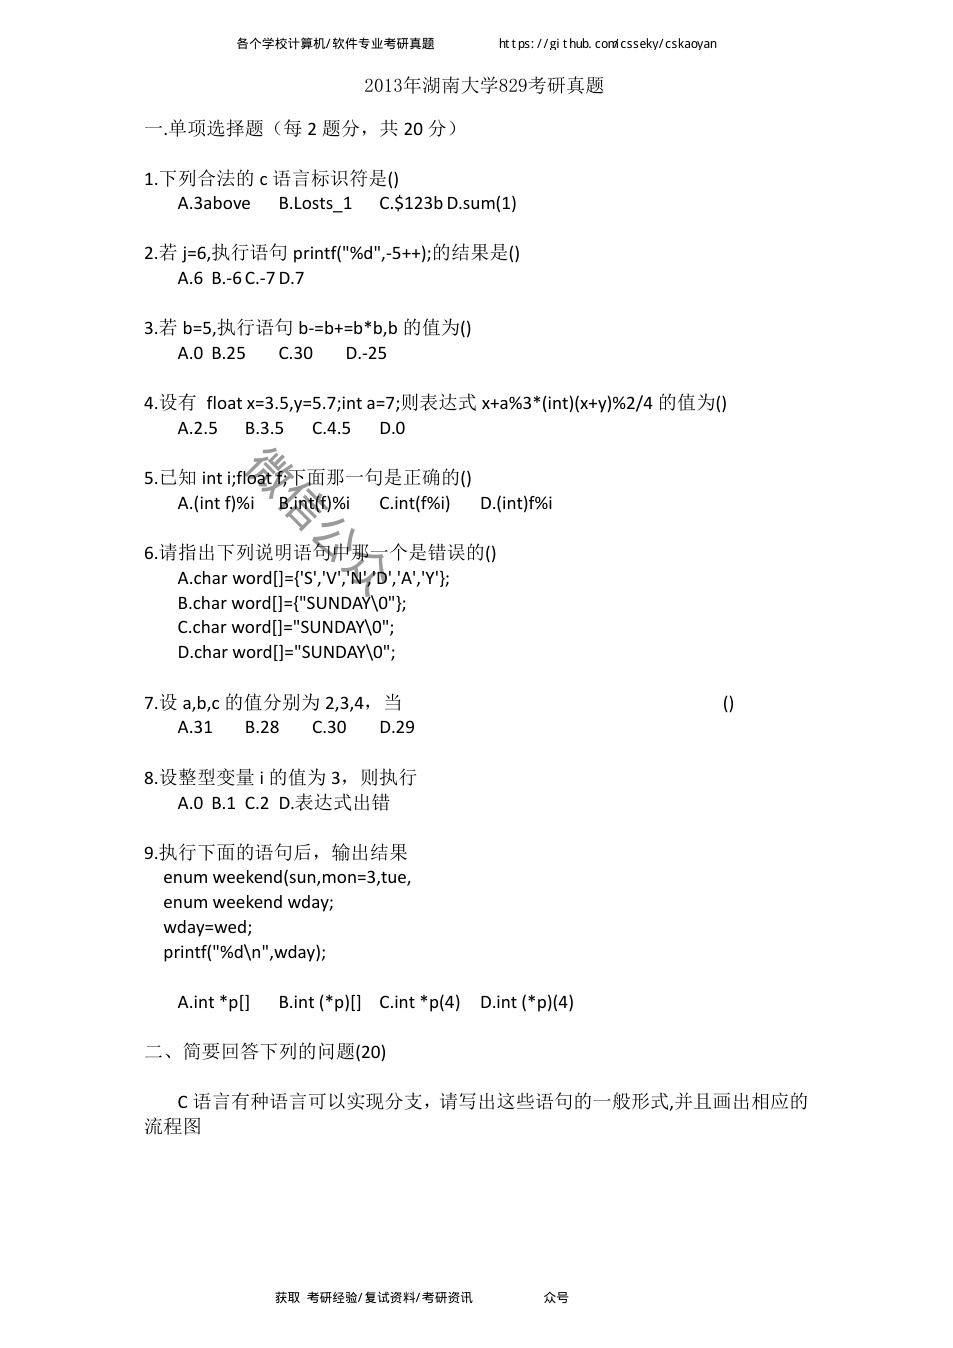 各个学校计算机/软件专业考研真题 https://github.com/csseky/cskaoyan
2013年湖南大学829考研真题
一.单项选择题（每 2 题分，共 20 分）
1.下列合法的 c 语言标识符是()
A.3above B.Losts_1 C.$123b D.sum(1)
2.若 j=6,执行语句 printf("%d",-5++);的结果是()
A.6 B.-6 C.-7 D.7
3.若 b=5,执行语句 b-=b+=b*b,b 的值为()
A.0 B.25 C.30 D.-25
4.设有 float x=3.5,y=5.7;int a=7;则表达式 x+a%3*(int)(x+y)%2/4 的值为()
A.2.5 B.3.5 C.4.5 D.0
5.已知 int i;float f;下面那一句是正确的()
A.(int f)%i B.int(f)%i C.int(f%i) D.(int)f%i
6.请指出下列说明语句中那一个是错误的()
A.char word[]={'S','V','N','D','A','Y'};
B.char word[]={"SUNDAY\0"};
C.char word[]="SUNDAY\0";
D.char word[]="SUNDAY\0";
7.设 a,b,c 的值分别为 2,3,4，当 ()
A.31 B.28 C.30 D.29
8.设整型变量 i 的值为 3，则执行
A.0 B.1 C.2 D.表达式出错
9.执行下面的语句后，输出结果
enum weekend(sun,mon=3,tue,
enum weekend wday;
wday=wed;
printf("%d\n",wday);
A.int *p[] B.int (*p)[] C.int *p(4) D.int (*p)(4)
二、简要回答下列的问题(20)
C 语言有种语言可以实现分支，请写出这些语句的一般形式,并且画出相应的
流程图
微信公众
获取 考研经验/复试资料/考研资讯 众号